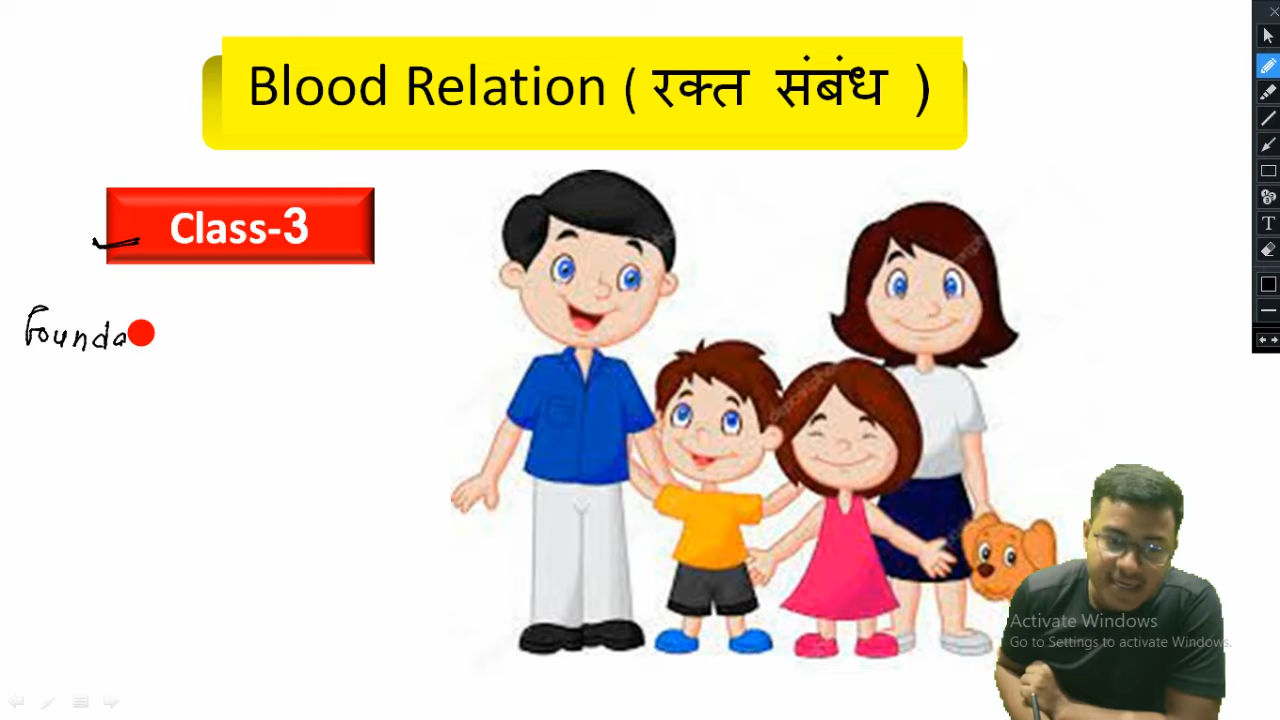 Blood Relation ( रक्त संबंध )
Class-3
Founda
Activate Windows
Go to Settings to activate Windows.